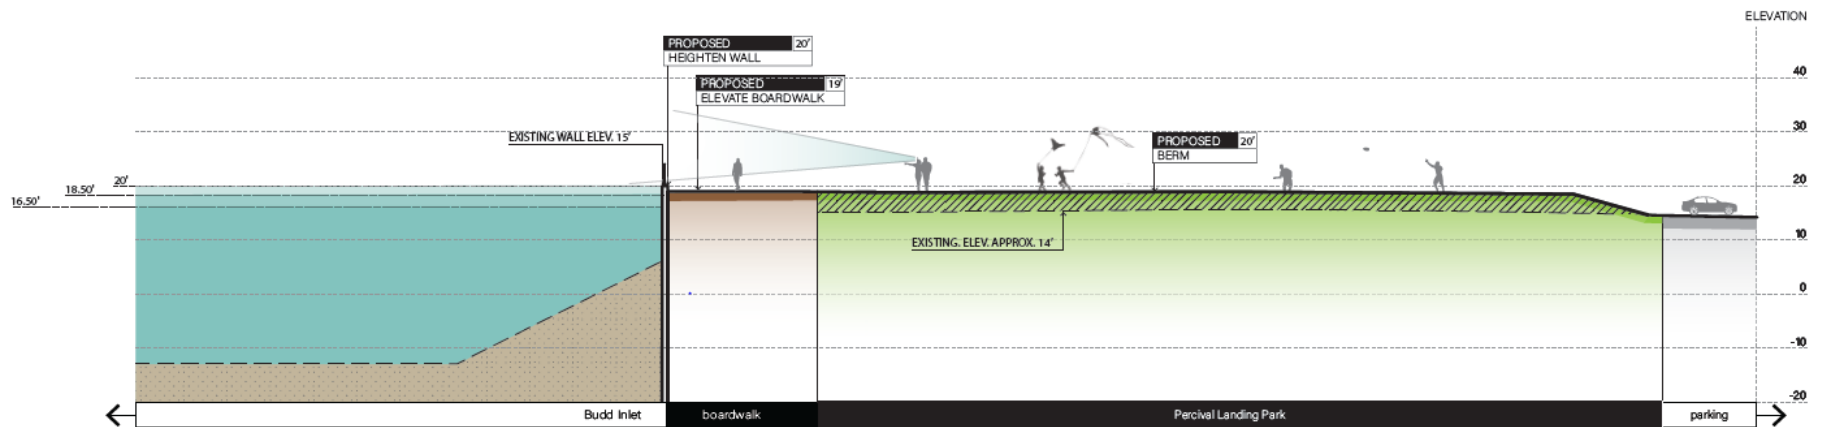 ELEVATION
PROPOSED 20'
HEIGHTEN WALL
40
PROPOSED 19'
ELEVATE BOARDWALK
30
EXISTING WALL ELEV. 15'
PROPOSED 20'
BERM
20'
18.50'
20
16.50'
EXISTING. ELEV. APPROX. 14'
10
0
-10
-20
Budd Inlet boardwalk Percival Landing Park parking